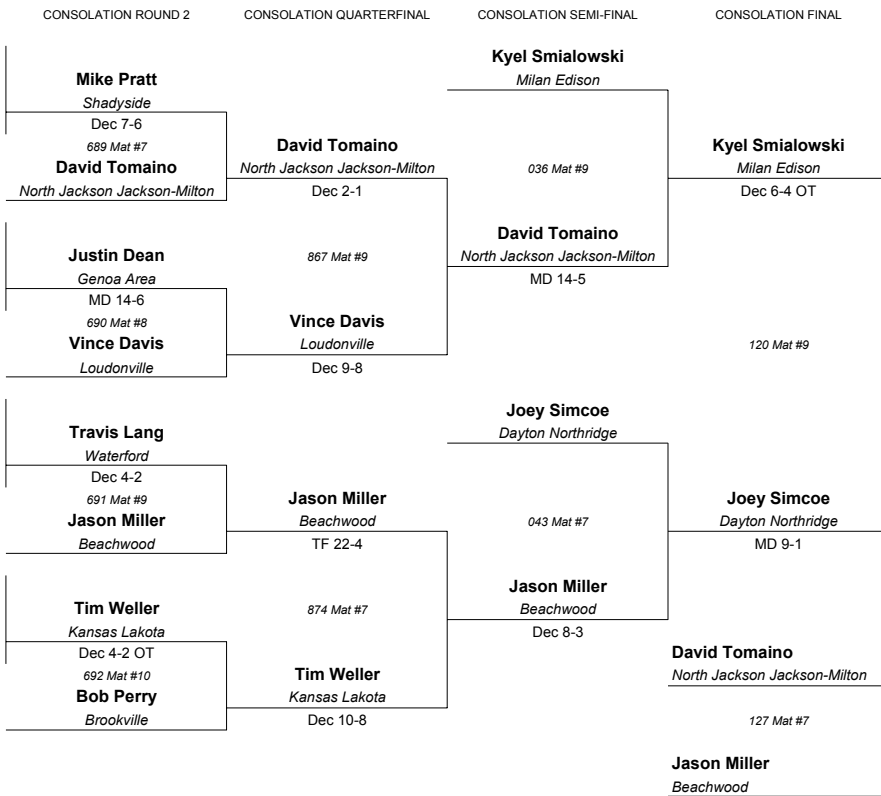 CONSOLATION ROUND 2
CONSOLATION QUARTERFINAL
CONSOLATION SEMI-FINAL
CONSOLATION FINAL
Mike Pratt
Shadyside
Dec 7-6
689 Mat #7
David Tomaino
North Jackson Jackson-Milton
Justin Dean
Genoa Area
MD 14-6
690 Mat #8
Vince Davis
Loudonville
Travis Lang
Waterford
Dec 4-2
691 Mat #9
Jason Miller
Beachwood
Tim Weller
Kansas Lakota
Dec 4-2 OT
692 Mat #10
Bob Perry
Brookville
David Tomaino
North Jackson Jackson-Milton
Dec 2-1
867 Mat #9
Vince Davis
Loudonville
Dec 9-8
Jason Miller
Beachwood
TF 22-4
874 Mat #7
Tim Weller
Kansas Lakota
Dec 10-8
Kyel Smialowski
Milan Edison
036 Mat #9
David Tomaino
North Jackson Jackson-Milton
MD 14-5
Joey Simcoe
Dayton Northridge
043 Mat #7
Jason Miller
Beachwood
Dec 8-3
Kyel Smialowski
Milan Edison
Dec 6-4 OT
120 Mat #9
Joey Simcoe
Dayton Northridge
MD 9-1
David Tomaino
North Jackson Jackson-Milton
127 Mat #7
Jason Miller
Beachwood